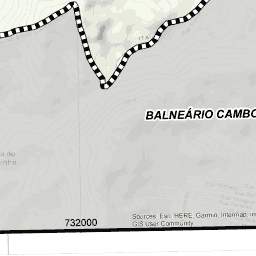 BALNEÁRIO CAMBO
732000
Sources: Esri, HERE, Garmin, Intermap, in
GIS User Community